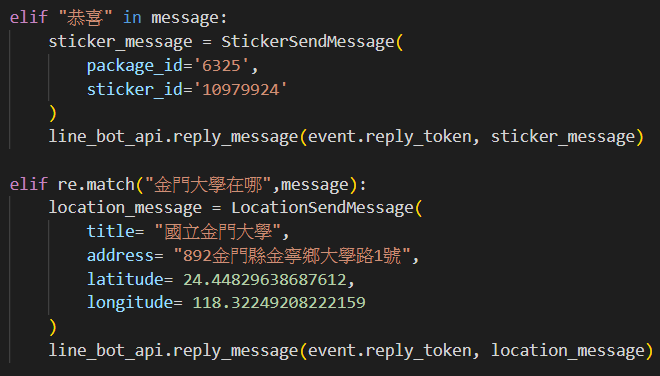 elif "恭喜" in message:
    sticker_message = StickerSendMessage(
        package_id='6325',
        sticker_id='10979924'
    )
    line_bot_api.reply_message(event.reply_token, sticker_message)
elif re.match("金門大學在哪",message):
    location_message = LocationSendMessage(
        title= "國立金門大學",
        address= "892金門縣金寧鄉大學路1號",
        latitude= 24.44829638687612,
        longitude= 118.32249208222159
    )
    line_bot_api.reply_message(event.reply_token, location_message)